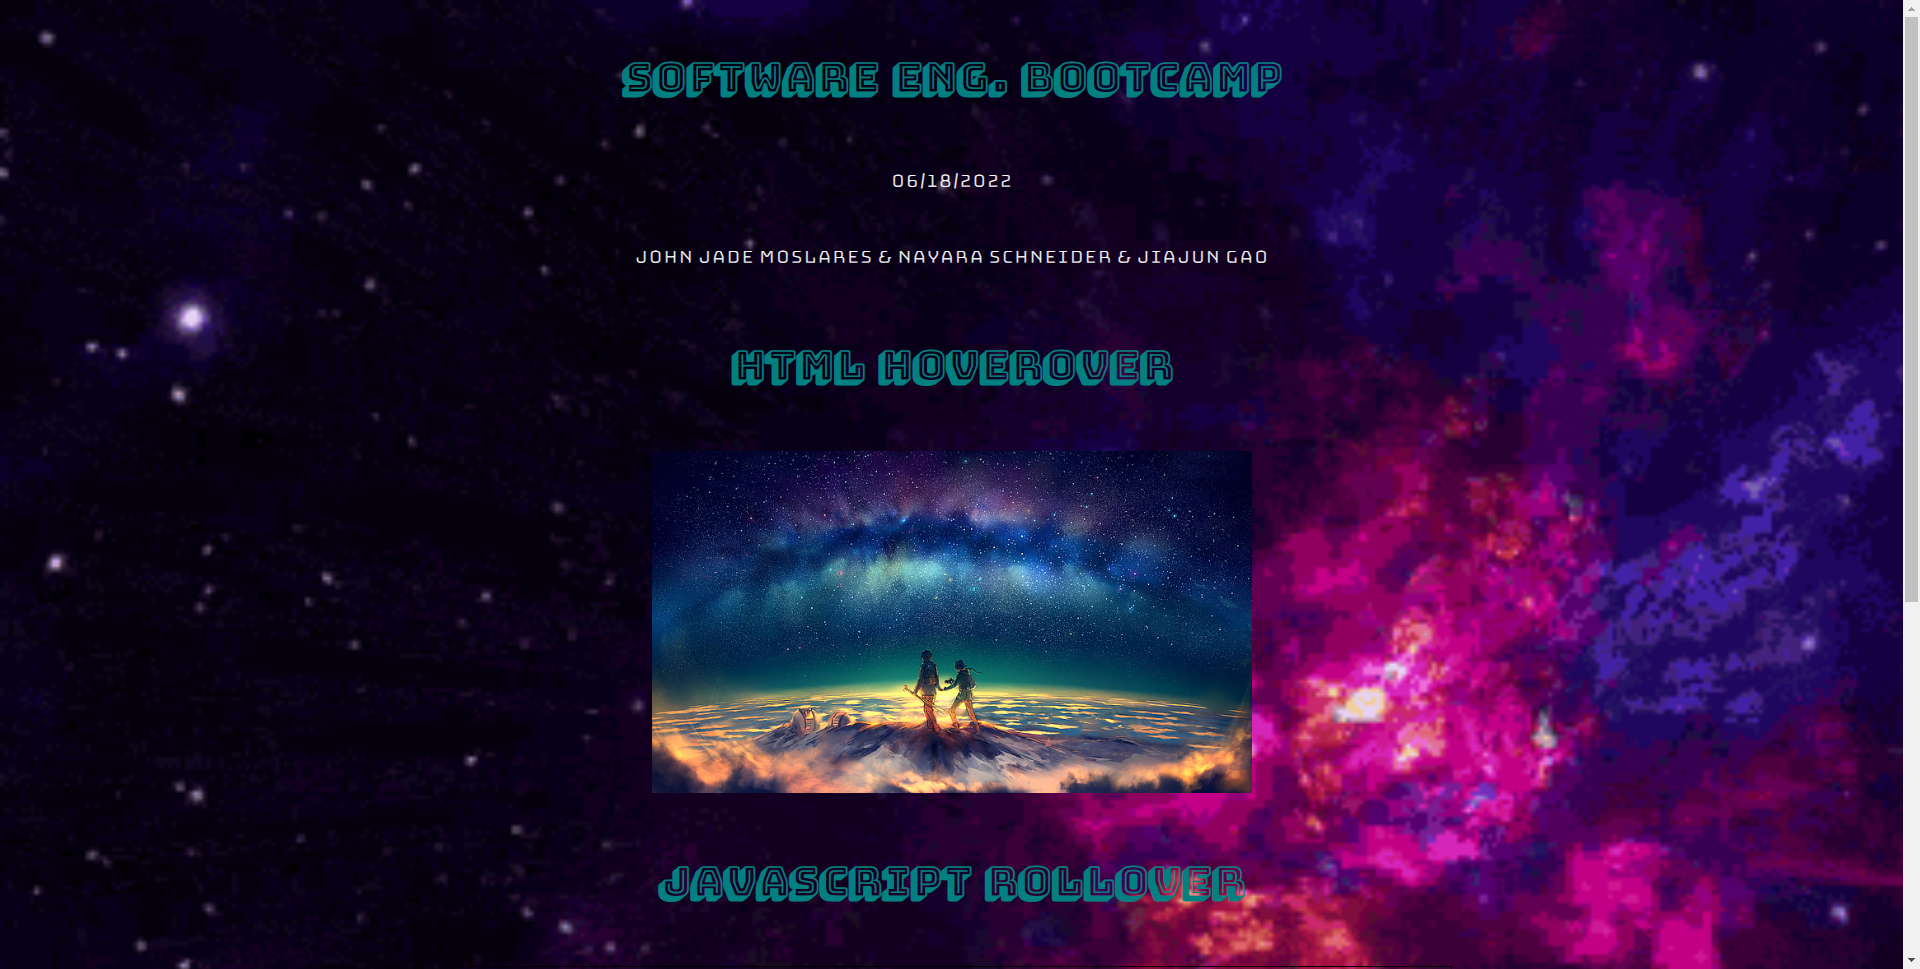 SOFTWARE ENG. BOOTCAMP
06/18/2022
JOHN JADE MOSLARES & NAYARA SCHNEIDER & JIAJUN GAO
HTML HOVEROVER
JAVASCRIPT ROLLOVER